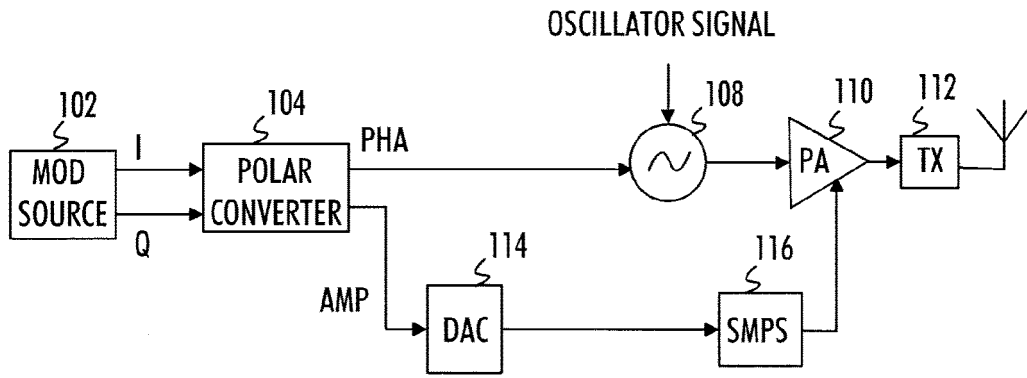 OSCILLATOR SIGNAL
102
104
108
110
112
I
PHA
MOD
SOURCE
POLAR
CONVERTER
PA
TX
Q
114
116
AMP
DAC
SMPS